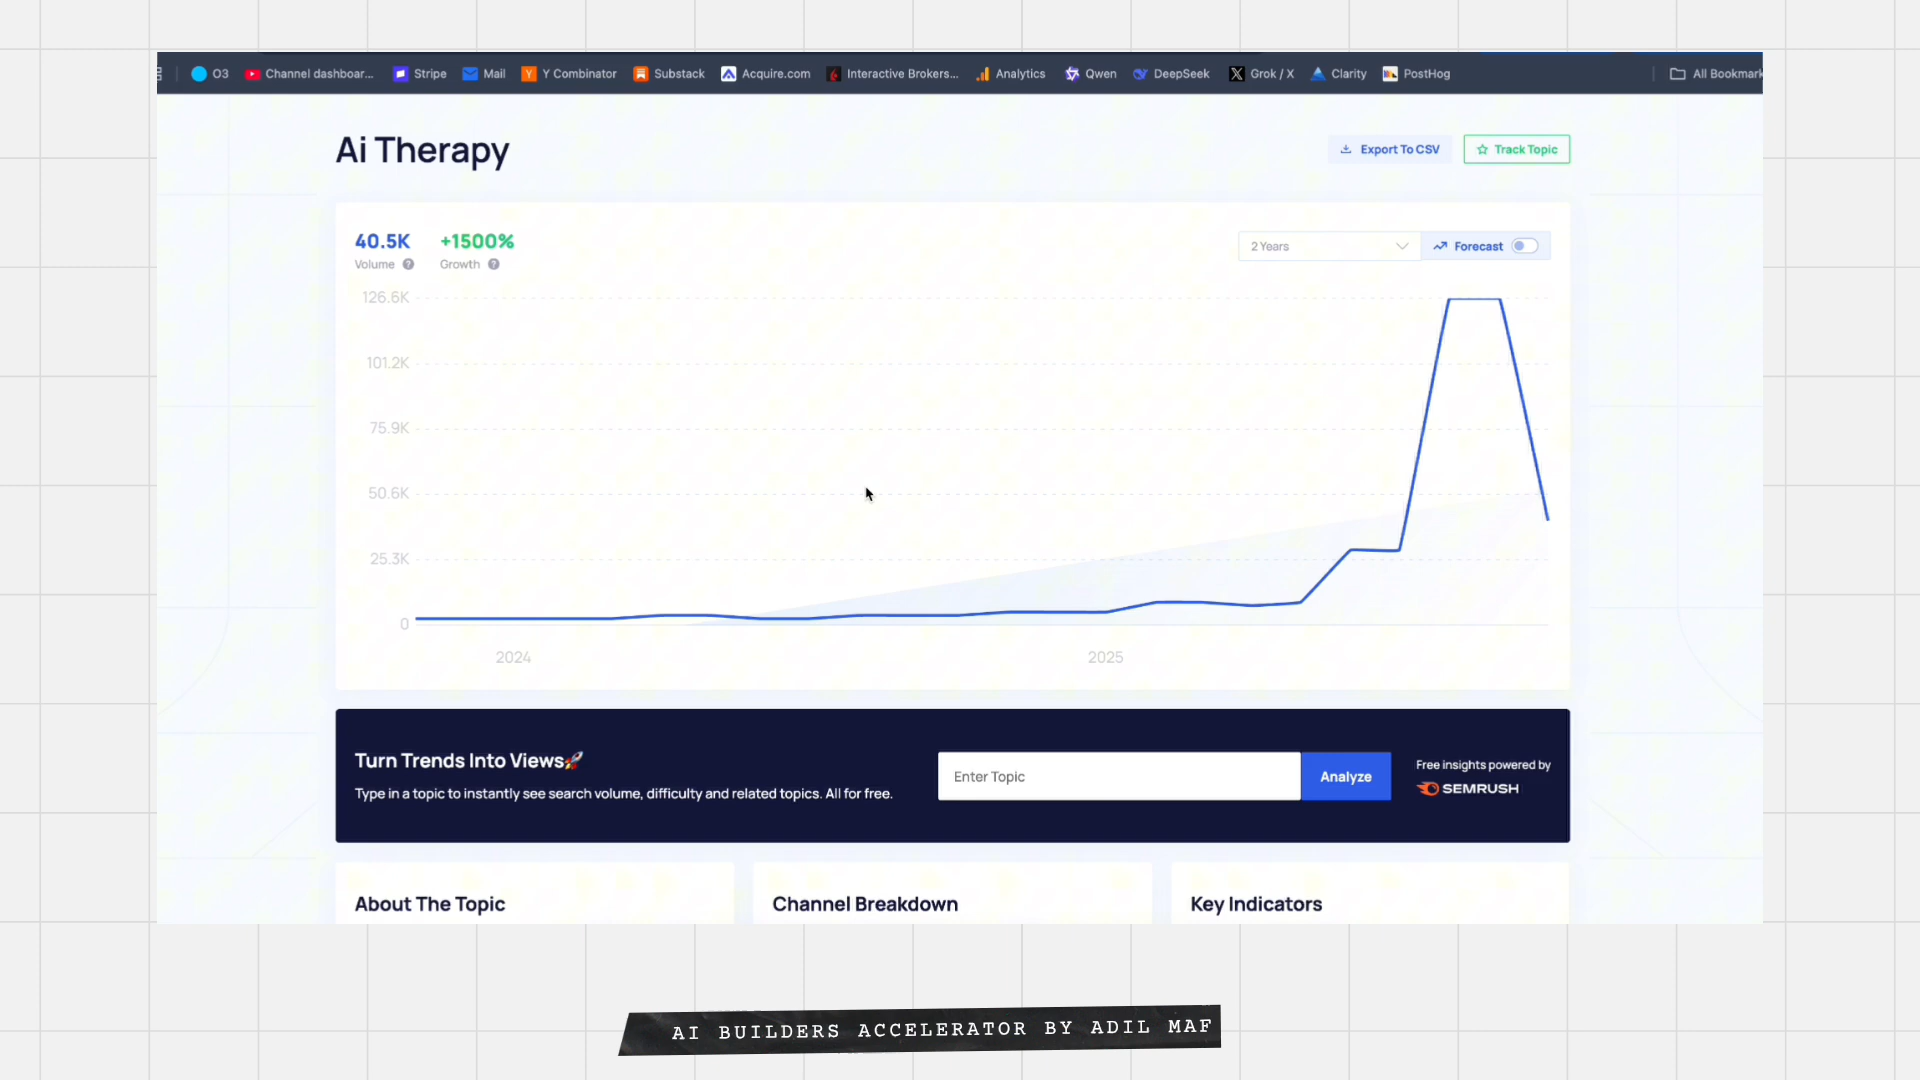 O3 Channel dashboar... Stripe Mail Y Combinator Substack Acquire.com Interactive Brokers... Analytics Qwen DeepSeek Grok / X Clarity PostHog All Bookmark
Ai Therapy
Export To CSV Track Topic
40.5K +1500%
Volume Growth
2 Years Forecast
126.5K
101.2K
75.9K
50.6K
25.3K
0
2024 2025
Turn Trends Into Views🚀
Type in a topic to instantly see search volume, difficulty and related topics. All for free.
Enter Topic Analyze
Free insights powered by
SEMRUSH
About The Topic Channel Breakdown Key Indicators
AI BUILDERS ACCELERATOR BY ADIL MAF